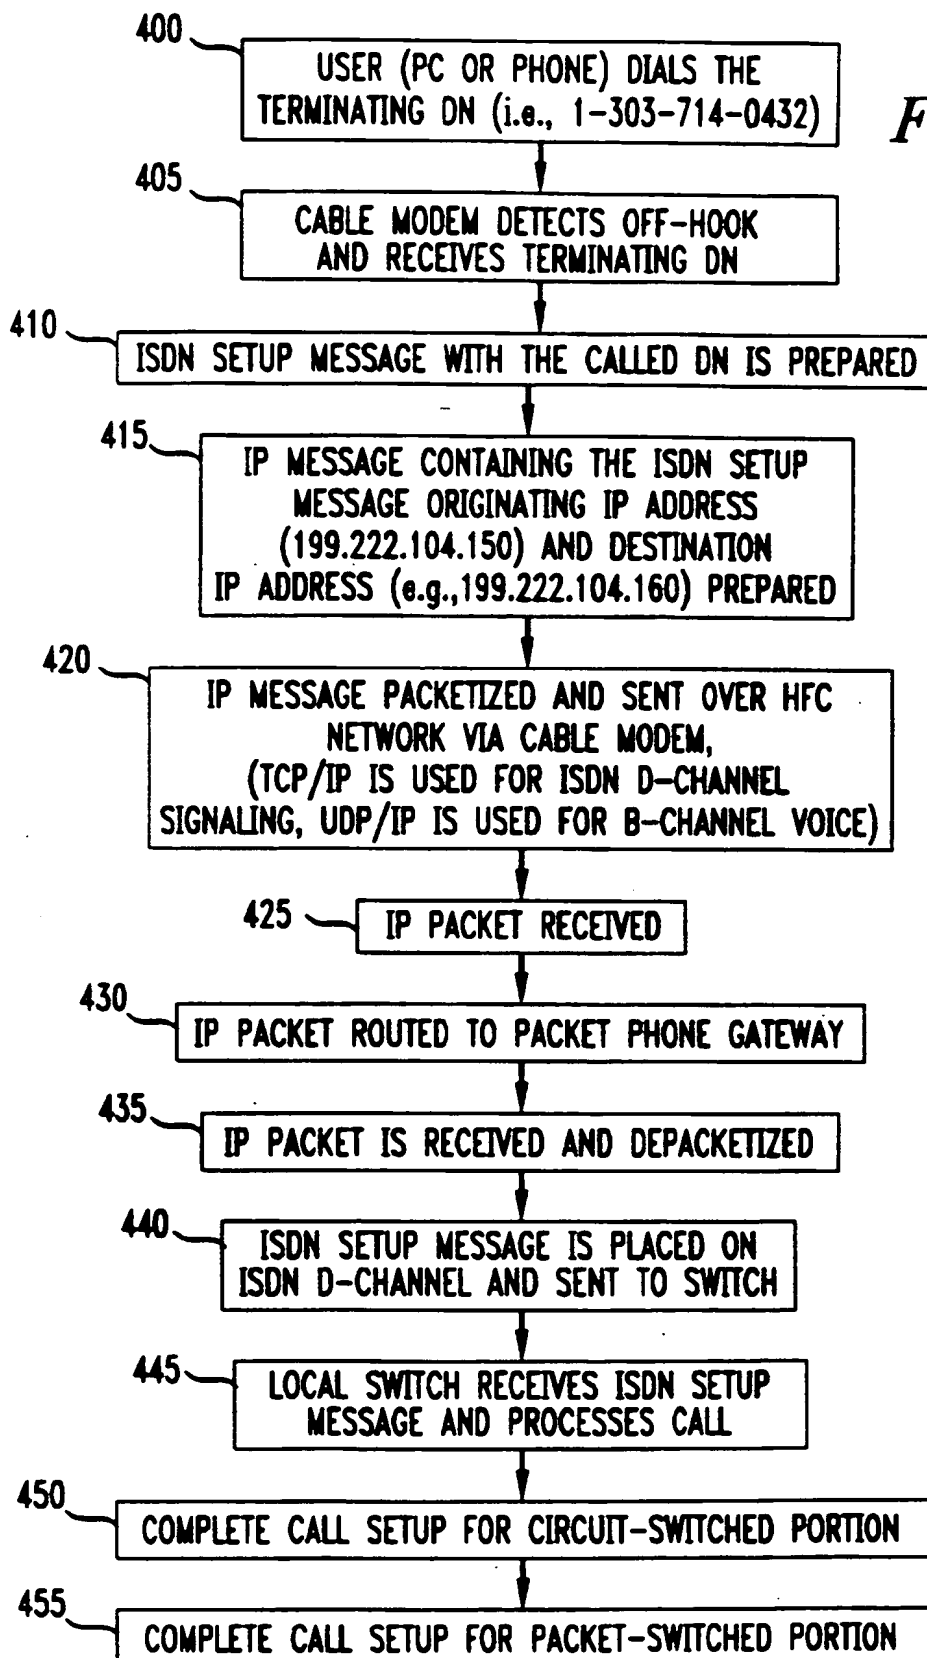 400
USER (PC OR PHONE) DIALS THE
TERMINATING DN (i.e., 1-303-714-0432)
F
405
CABLE MODEM DETECTS OFF-HOOK
AND RECEIVES TERMINATING DN
410
ISDN SETUP MESSAGE WITH THE CALLED DN IS PREPARED
415
IP MESSAGE CONTAINING THE ISDN SETUP
MESSAGE ORIGINATING IP ADDRESS
(199.222.104.150) AND DESTINATION
IP ADDRESS (e.g.,199.222.104.160) PREPARED
420
IP MESSAGE PACKETIZED AND SENT OVER HFC
NETWORK VIA CABLE MODEM,
(TCP/IP IS USED FOR ISDN D-CHANNEL
SIGNALING, UDP/IP IS USED FOR B-CHANNEL VOICE)
425
IP PACKET RECEIVED
430
IP PACKET ROUTED TO PACKET PHONE GATEWAY
435
IP PACKET IS RECEIVED AND DEPACKETIZED
440
ISDN SETUP MESSAGE IS PLACED ON
ISDN D-CHANNEL AND SENT TO SWITCH
445
LOCAL SWITCH RECEIVES ISDN SETUP
MESSAGE AND PROCESSES CALL
450
COMPLETE CALL SETUP FOR CIRCUIT-SWITCHED PORTION
455
COMPLETE CALL SETUP FOR PACKET-SWITCHED PORTION